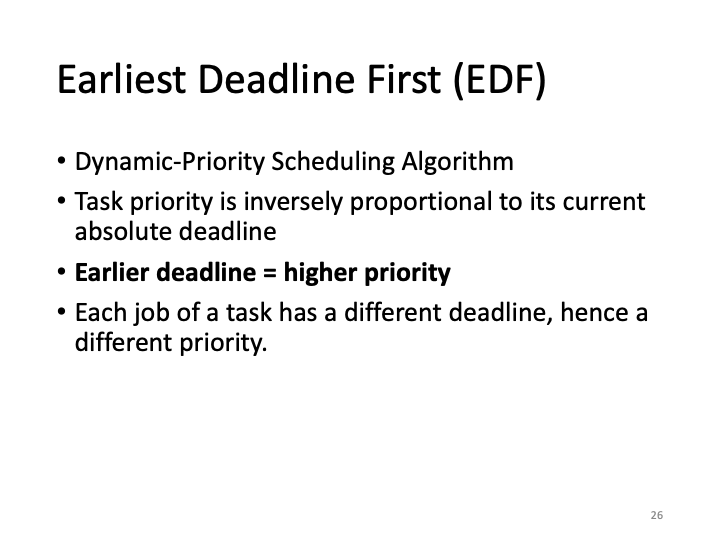 Earliest Deadline First (EDF)
• Dynamic-Priority Scheduling Algorithm
• Task priority is inversely proportional to its current
absolute deadline
• Earlier deadline = higher priority
• Each job of a task has a different deadline, hence a
different priority.
26